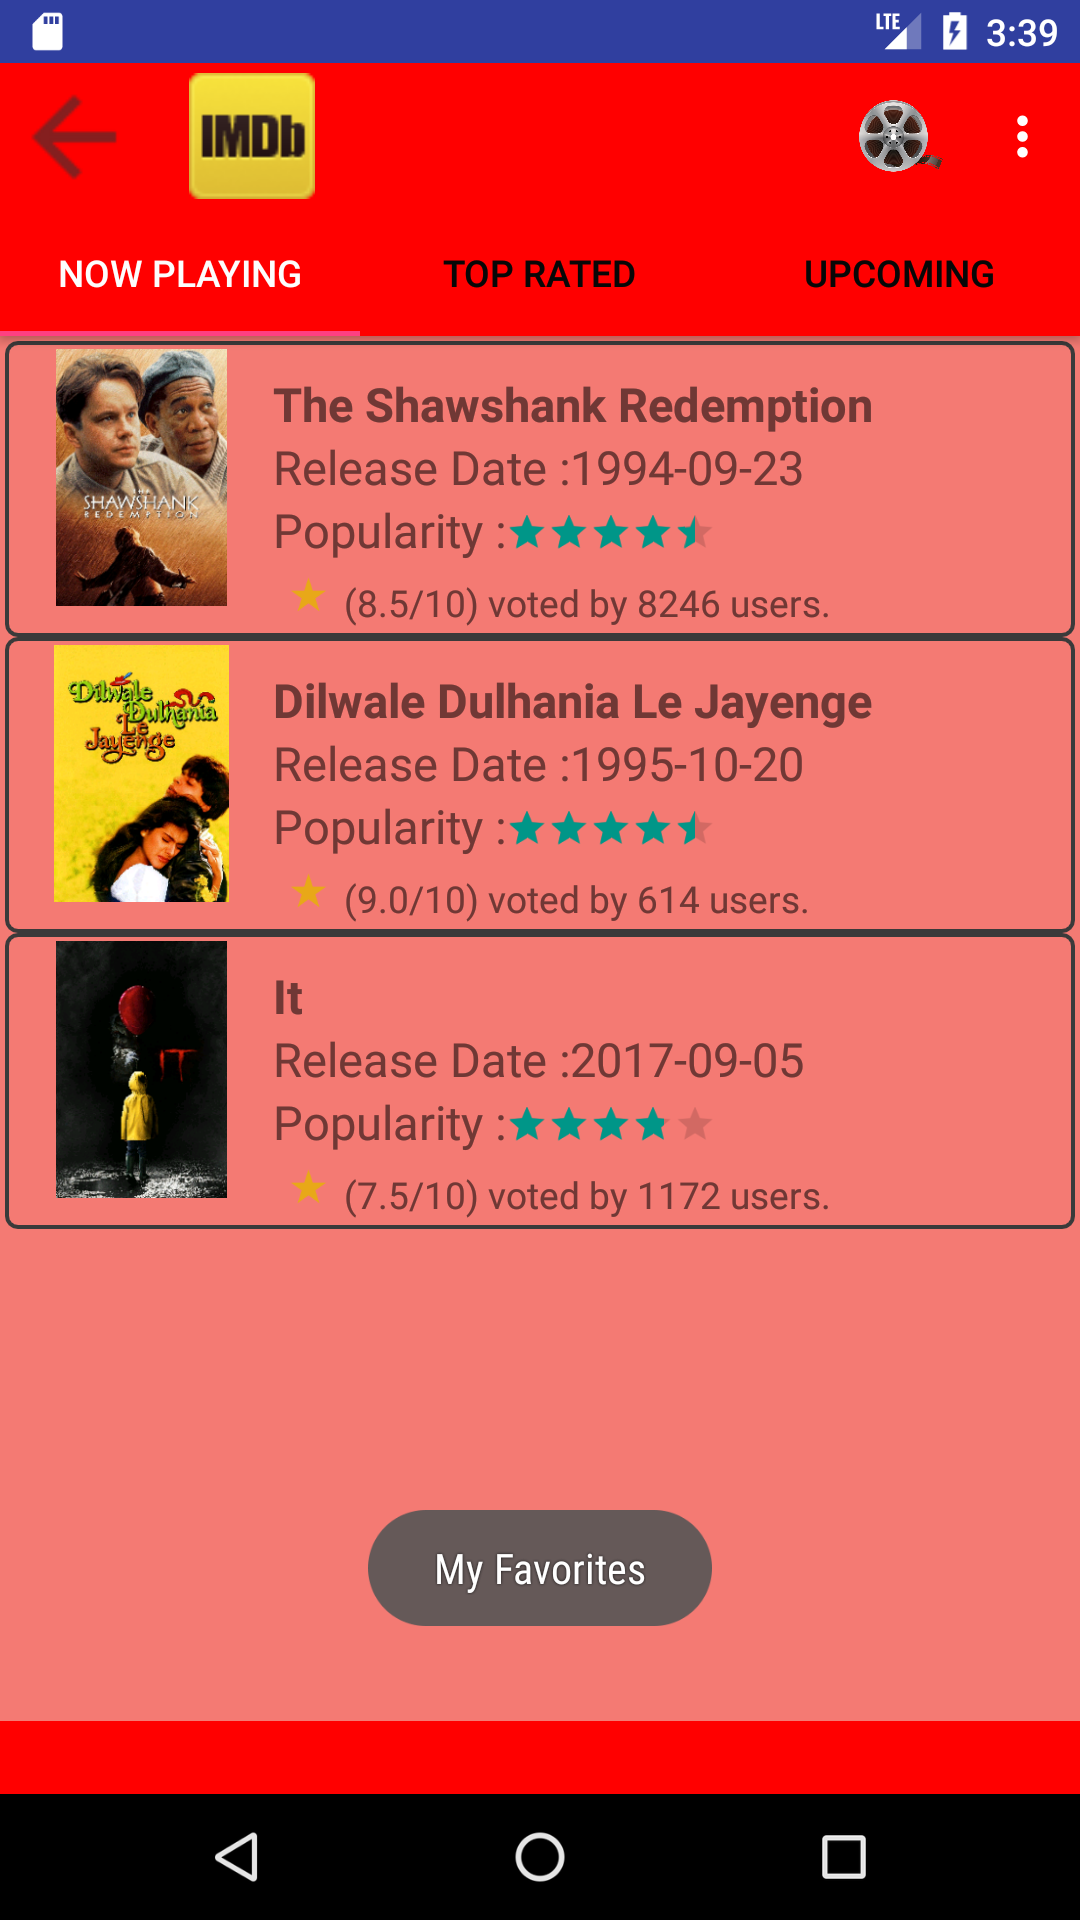 LTE 3:39
IMDb
NOW PLAYING TOP RATED UPCOMING
THE
SHAWSHANK
REDEMPTION
The Shawshank Redemption
Release Date :1994-09-23
Popularity :
(8.5/10) voted by 8246 users.
Dilwale
Dulhania
Le
Jayenge
Dilwale Dulhania Le Jayenge
Release Date :1995-10-20
Popularity :
(9.0/10) voted by 614 users.
IT
It
Release Date :2017-09-05
Popularity :
(7.5/10) voted by 1172 users.
My Favorites